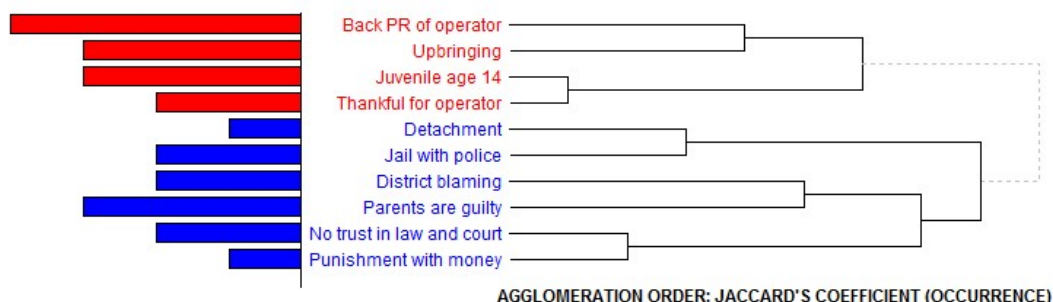 Back PR of operator
Upbringing
Juvenile age 14
Thankful for operator
Detachment
Jail with police
District blaming
Parents are guilty
No trust in law and court
Punishment with money
AGGLOMERATION ORDER: JACCARD'S COEFFICIENT (OCCURRENCE)